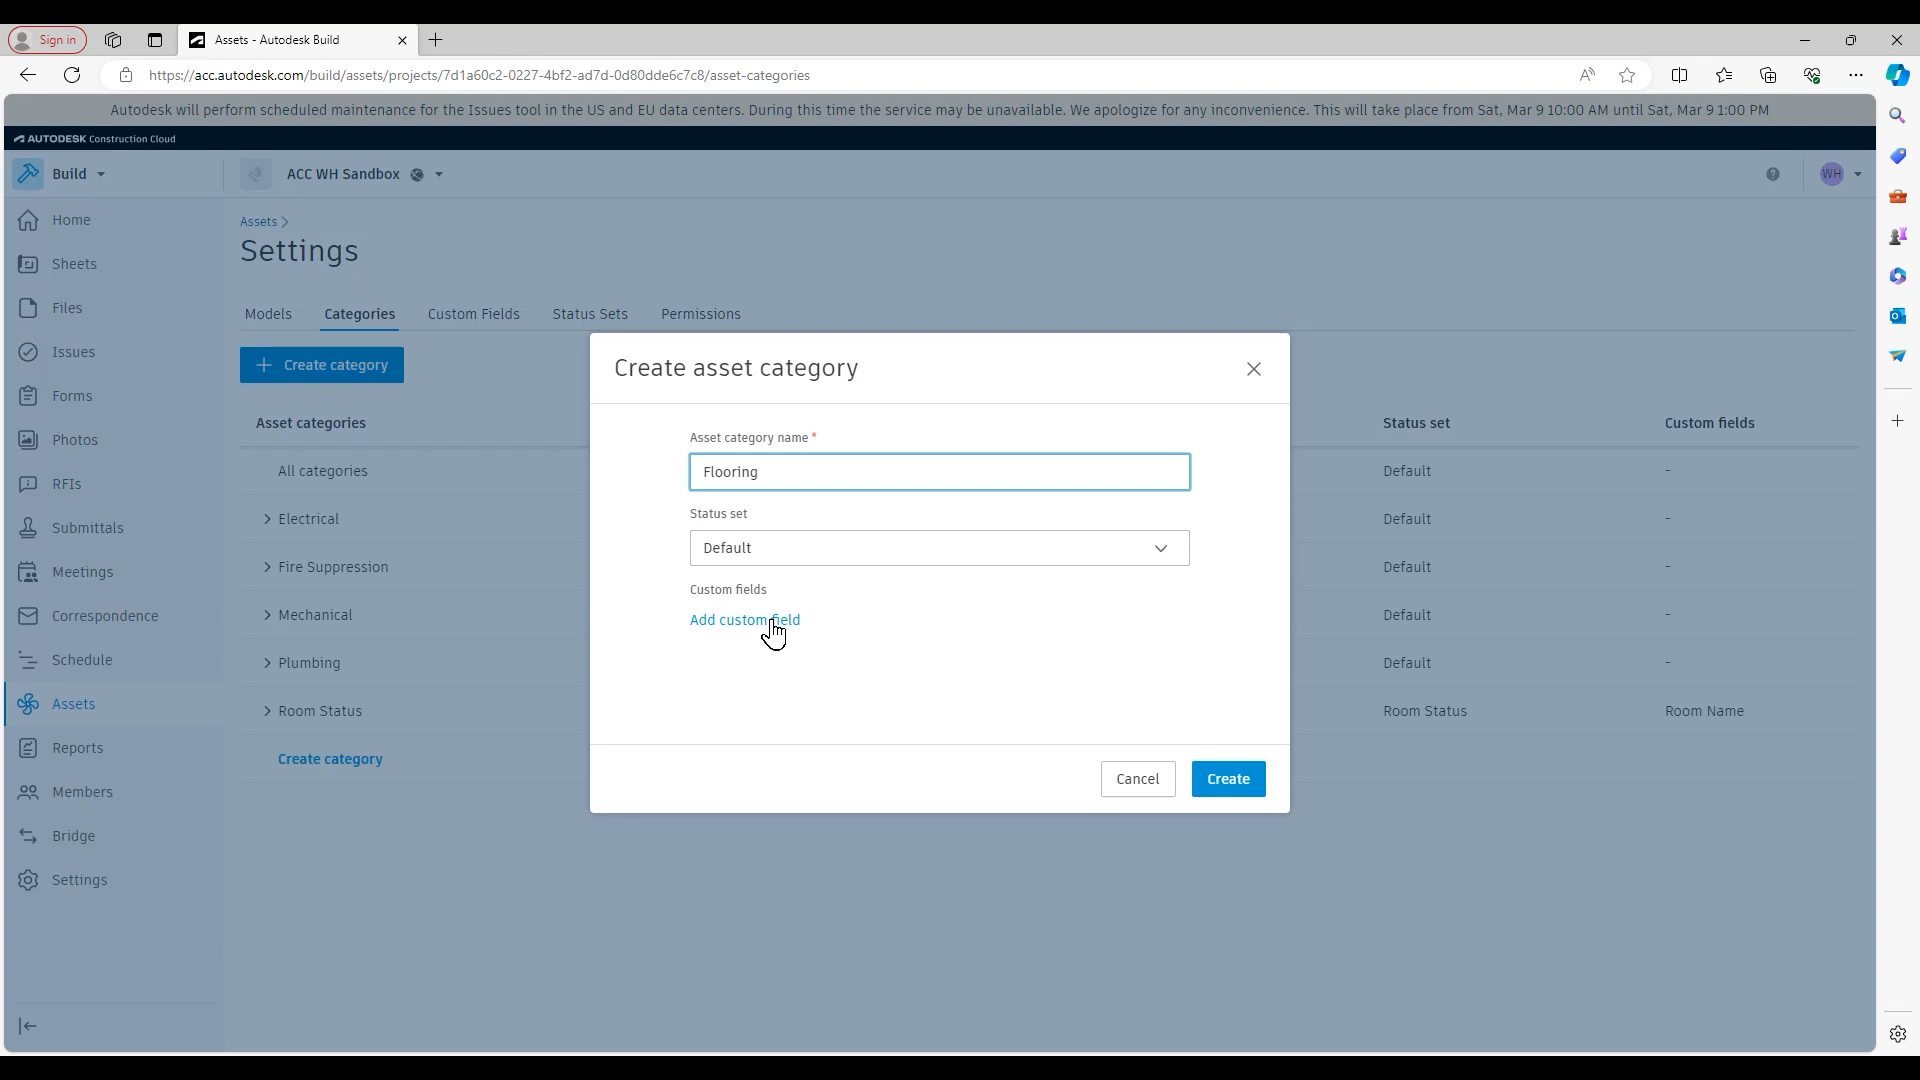 Sign in
Assets - Autodesk Build
https://acc.autodesk.com/build/assets/projects/7d1a60c2-0227-4bf2-ad7d-0d80dde6c7c8/asset-categories
Autodesk will perform scheduled maintenance for the Issues tool in the US and EU data centers. During this time the service may be unavailable. We apologize for any inconvenience. This will take place from Sat, Mar 9 10:00 AM until Sat, Mar 9 1:00 PM
AUTODESK Construction Cloud
Build
ACC WH Sandbox
WH
Home
Sheets
Files
Issues
Forms
Photos
RFIs
Submittals
Meetings
Correspondence
Schedule
Assets
Reports
Members
Bridge
Settings
Assets
Settings
Models Categories Custom Fields Status Sets Permissions
Create category
Asset categories Status set Custom fields
All categories Default -
Electrical Default -
Fire Suppression Default -
Mechanical Default -
Plumbing Default -
Room Status Room Status Room Name
Create category
Create asset category
Asset category name *
Flooring
Status set
Default
Custom fields
Add custom field
Cancel Create